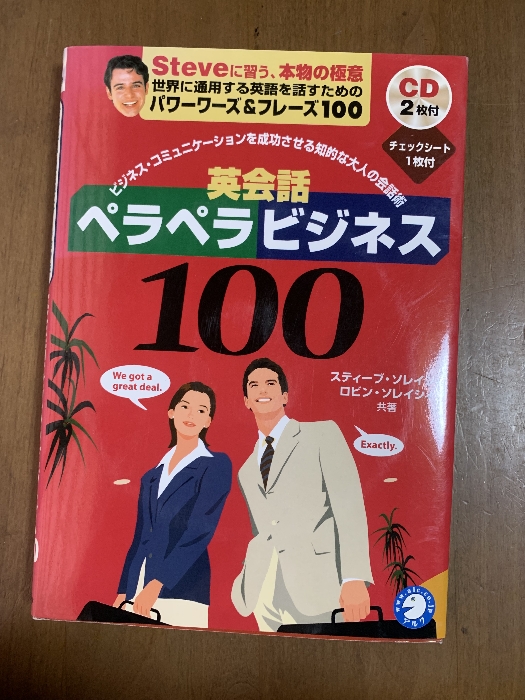 Steveに習う、本物の極意
世界に通用する英語を話すための
パワーワーズ&フレーズ100
CD
2枚付
チェックシート
1枚付
ビジネス・コミュニケーションを成功させる知的な大人の会話術
英会話
ペラペラビジネス
100
スティーブ・ソレイ
ロビン・ソレイシ
共著
We got a
great deal.
Exactly.
www.alc.co.jp
アルク